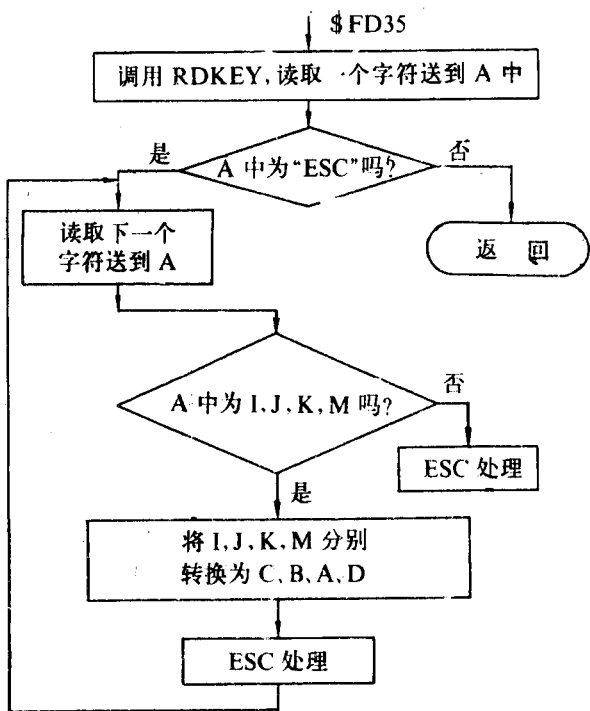 $FD35
调用 RDKEY,读取一个字符送到 A 中
是
A 中为“ESC”吗?
否
读取下一个
字符送到 A
返 回
A 中为 I,J,K,M 吗?
否
ESC 处理
是
将 I,J,K,M 分别
转换为 C,B,A,D
ESC 处理